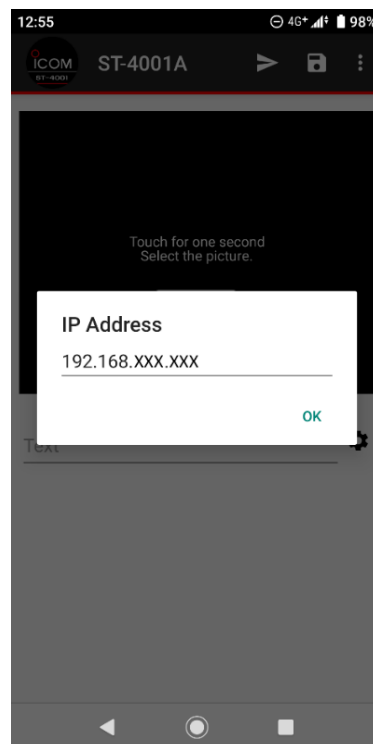 12:55 4G+ 98%
ICOM
ST-4001
ST-4001A
Touch for one second
Select the picture.
IP Address
192.168.XXX.XXX
OK
Text